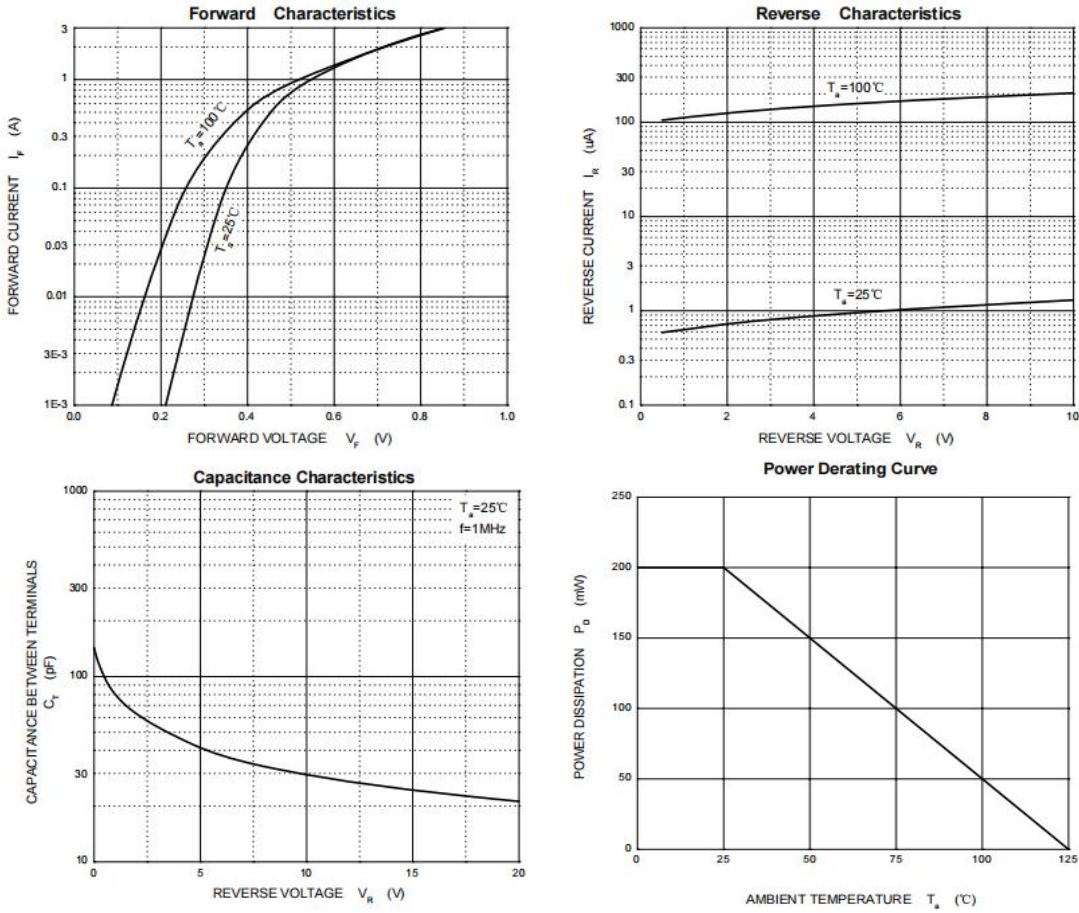 Forward Characteristics
3
1
0.3
0.1
0.03
0.01
3E-3
1E-3
0.0
0.2
0.4
0.6
0.8
1.0
FORWARD CURRENT I_F (A)
FORWARD VOLTAGE V_F (V)
T_a=100℃
T_a=25℃
Reverse Characteristics
1000
300
100
30
10
3
1
0.3
0.1
0
2
4
6
8
10
REVERSE CURRENT I_R (uA)
REVERSE VOLTAGE V_R (V)
T_a=100℃
T_a=25℃
Capacitance Characteristics
1000
300
100
30
10
0
5
10
15
20
CAPACITANCE BETWEEN TERMINALS
C_T (pF)
REVERSE VOLTAGE V_R (V)
T_a=25℃
f=1MHz
Power Derating Curve
250
200
150
100
50
0
0
25
50
75
100
125
POWER DISSIPATION P_D (mW)
AMBIENT TEMPERATURE T_a (℃)